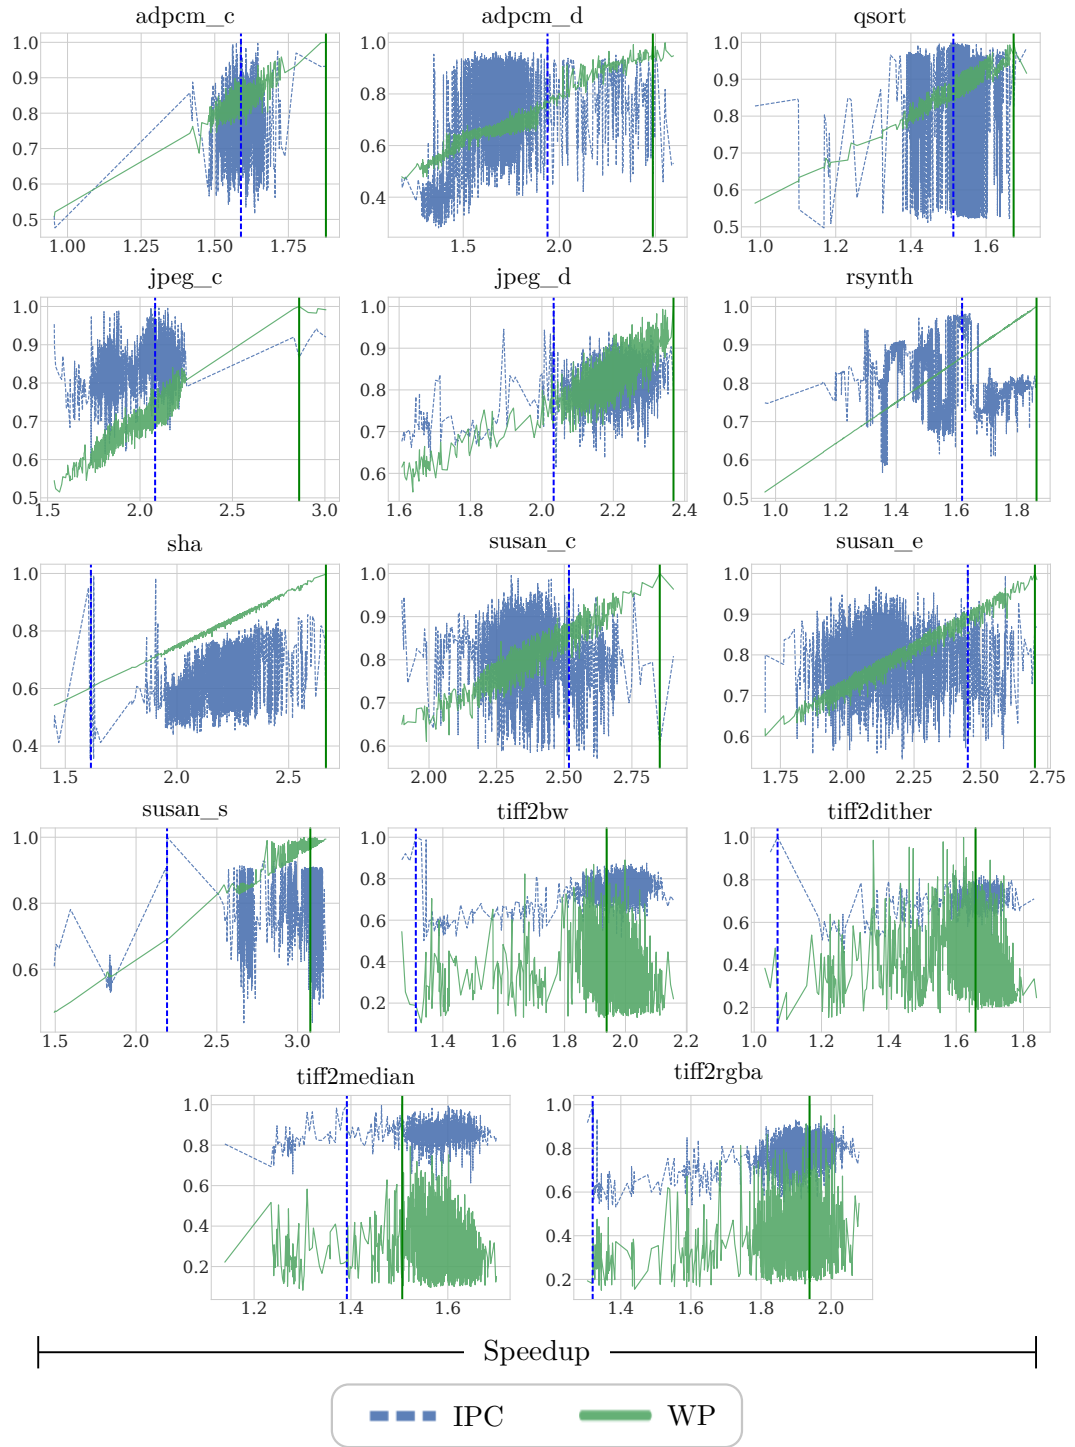 adpcm_c adpcm_d qsort
1.0 1.0
0.9 0.9
0.8 0.8 0.8
0.7 0.7
0.6 0.6 0.6
0.5 0.4 0.5
1.00 1.50 1.75 1.5 2.0 2.5 1.0 1.2 1.4 1.6
jpeg_c jpeg_d rsynth
1.0 1.0 1.0
0.9 0.9 0.9
0.8 0.8 0.8
0.7 0.7 0.7
0.6 0.6 0.6
0.5 0.5
1.5 2.0 2.5 3.0 1.6 1.8 2.0 2.2 2.4 1.0 1.2 1.4 1.6 1.8
sha susan_c susan_e
1.0 1.0 1.0
0.9 0.9
0.8 0.8 0.8
0.7 0.7
0.6 0.6 0.6
0.4
1.5 2.0 2.5 2.00 2.25 2.50 2.75 1.75 2.00 2.25 2.50 2.75
susan_s tiff2bw tiff2dither
1.0 1.0 1.0
0.8 0.8 0.8
0.6 0.6
0.6 0.4 0.4
0.2 0.2
1.5 2.0 2.5 3.0 1.4 1.6 1.8 2.0 2.2 1.0 1.2 1.4 1.6 1.8
tiff2median tiff2rgba
1.0 1.0
0.8 0.8
0.6 0.6
0.4 0.4
0.2 0.2
1.2 1.4 1.6 1.4 1.6 1.8 2.0
Speedup
IPC WP